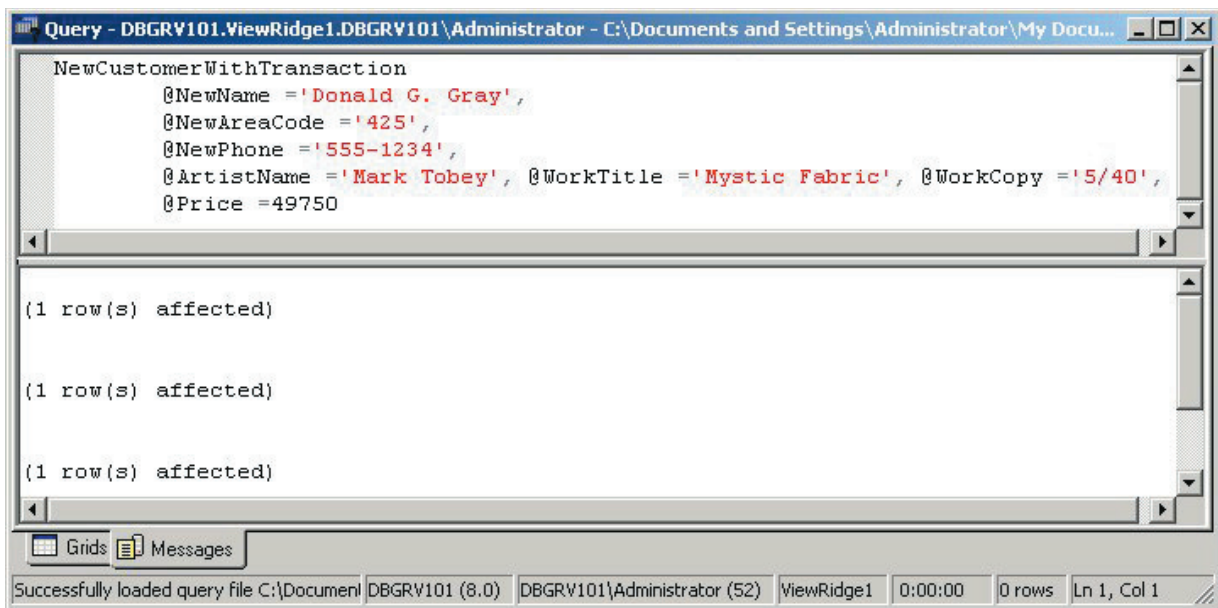 Query - DBGRV101.ViewRidge1.DBGRV101\Administrator - C:\Documents and Settings\Administrator\My Docu...
NewCustomerWithTransaction
@NewName ='Donald G. Gray',
@NewAreaCode ='425',
@NewPhone ='555-1234',
@ArtistName ='Mark Tobey', @WorkTitle ='Mystic Fabric', @WorkCopy ='5/40',
@Price =49750
(1 row(s) affected)
(1 row(s) affected)
(1 row(s) affected)
Grids Messages
Successfully loaded query file C:\Document DBGRV101 (8.0) DBGRV101\Administrator (52) ViewRidge1 0:00:00 0 rows Ln 1, Col 1